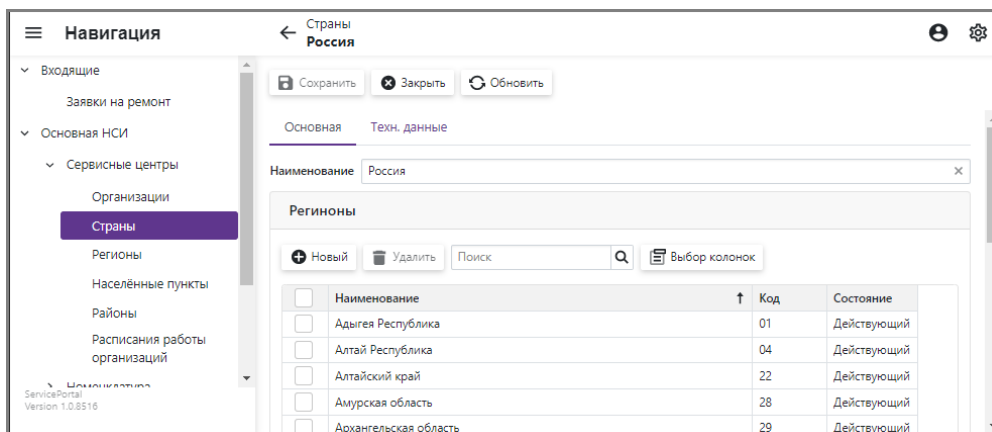 Навигация
Страны
Россия
Входящие
Заявки на ремонт
Основная НСИ
Сервисные центры
Организации
Страны
Регионы
Населённые пункты
Районы
Расписания работы
организаций
Номенклатура
ServicePortal
Version 1.0.8516
Сохранить Закрыть Обновить
Основная Техн. данные
Наименование Россия
Региноны
Новый Удалить Поиск Выбор колонок
Наименование Код Состояние
Адыгея Республика 01 Действующий
Алтай Республика 04 Действующий
Алтайский край 22 Действующий
Амурская область 28 Действующий
Архангельская область 29 Действующий